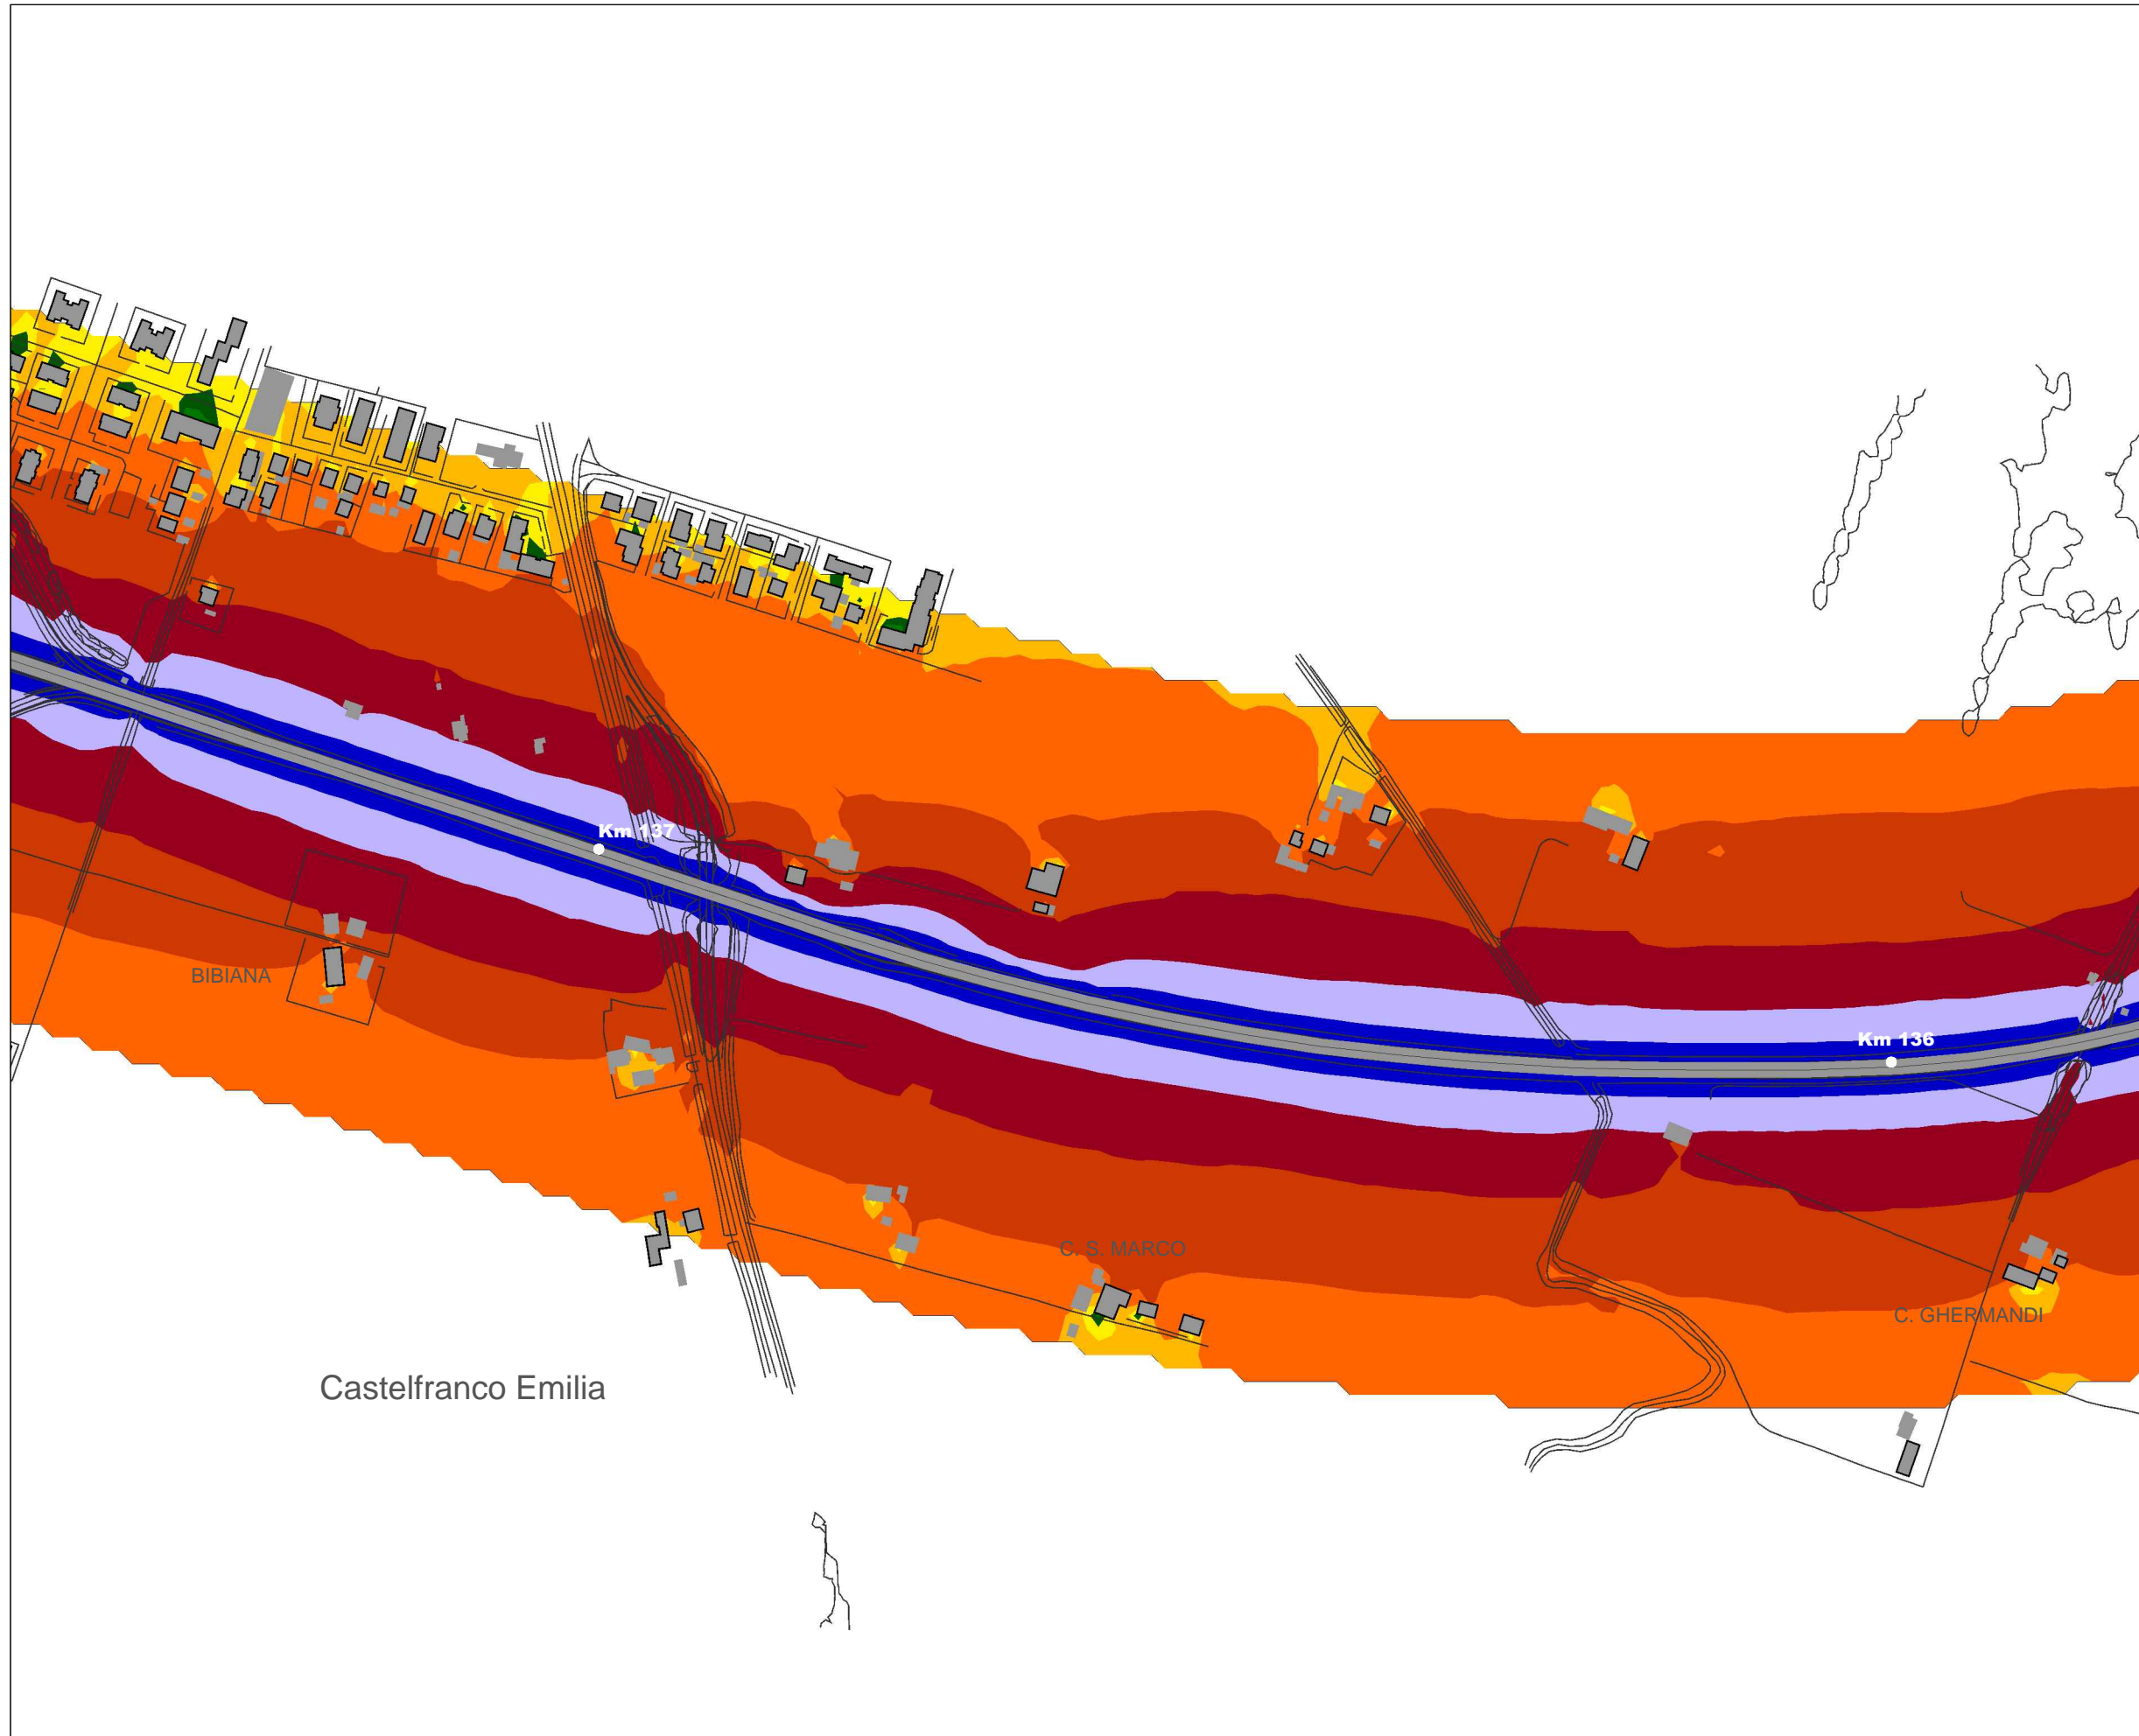 Km 137
BIBIANA
Km 136
C. S. MARCO
C. GHERMANDI
Castelfranco Emilia